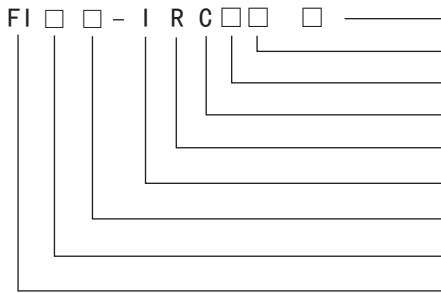 FI □ □ - I R C □ □ □